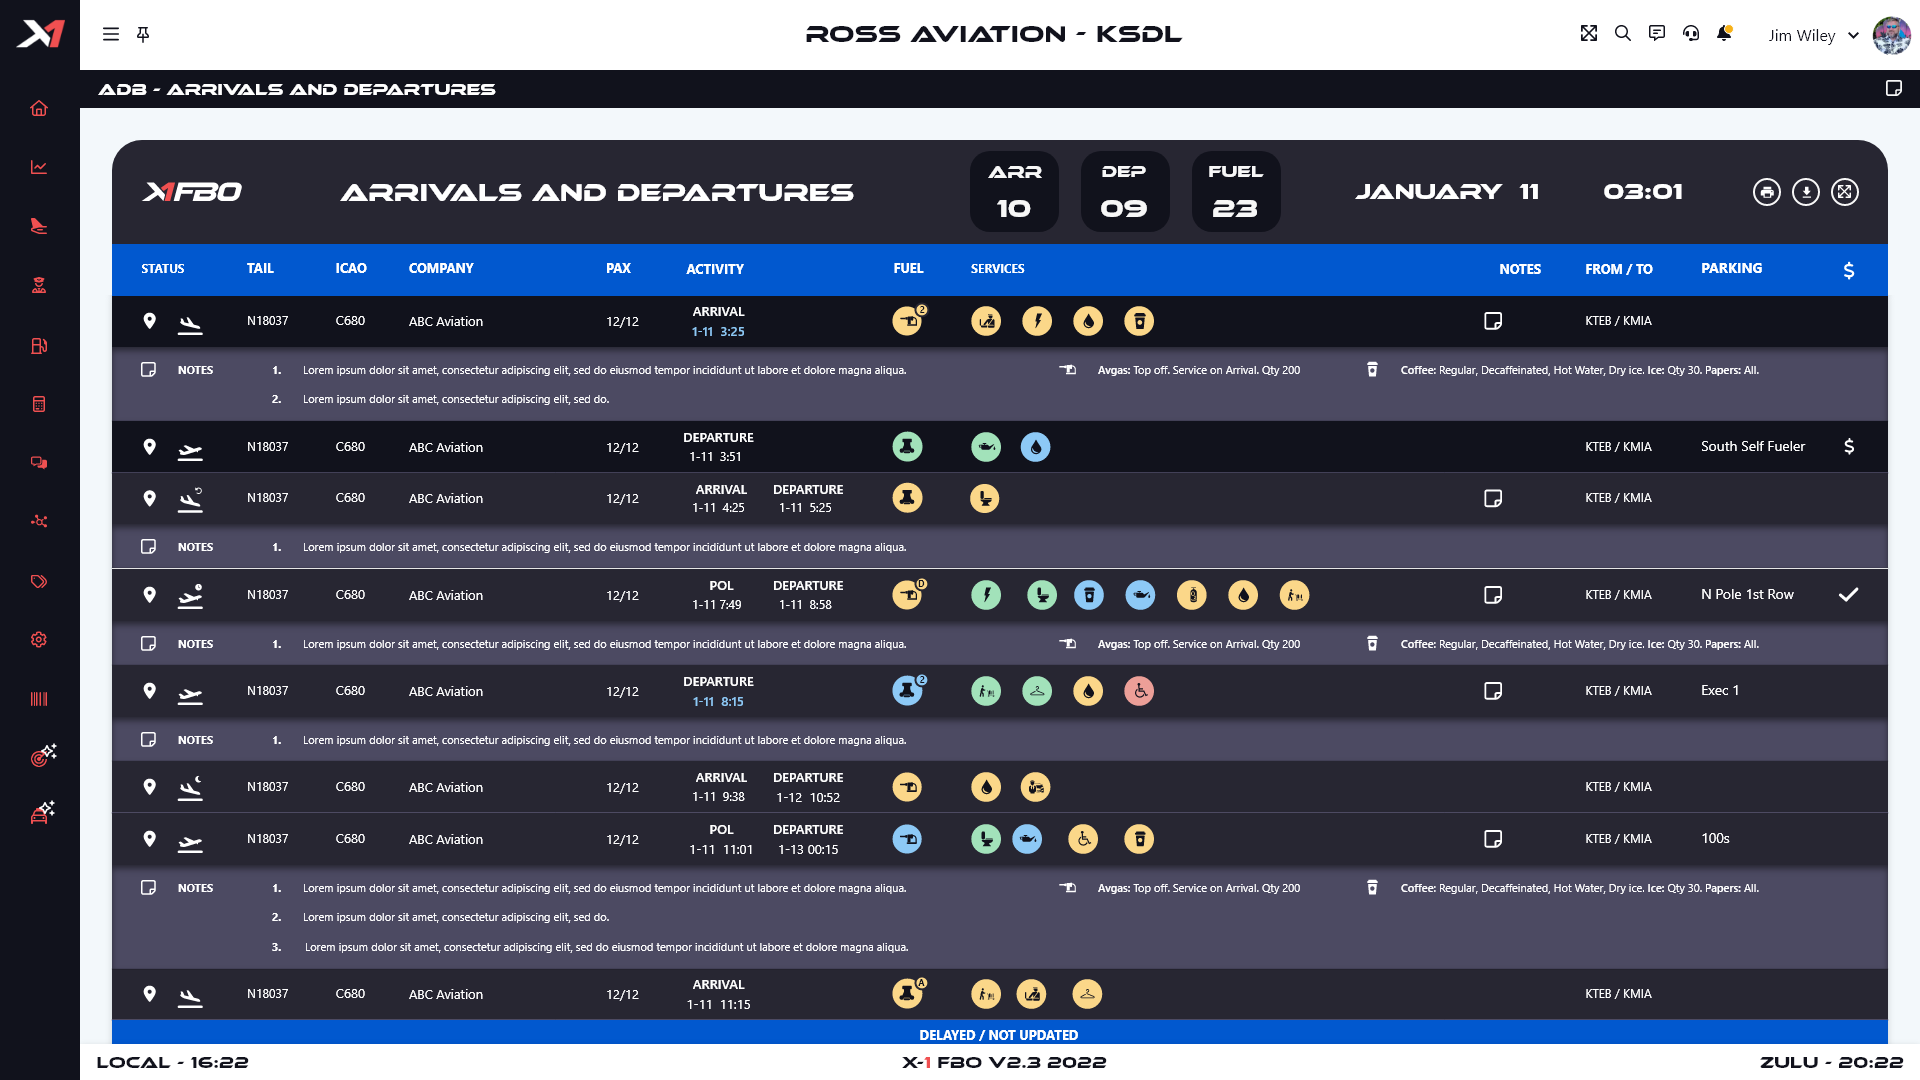 X1
ROSS AVIATION - KSDL
Jim Wiley
ADB - ARRIVALS AND DEPARTURES
X1FBO
ARRIVALS AND DEPARTURES
ARR 10
DEP 09
FUEL 23
JANUARY 11
03:01
STATUS TAIL ICAO COMPANY PAX ACTIVITY FUEL SERVICES NOTES FROM / TO PARKING $
N18037 C680 ABC Aviation 12/12 ARRIVAL 2 KTEB / KMIA
1-11 3:25
NOTES 1. Lorem ipsum dolor sit amet, consectetur adipiscing elit, sed do eiusmod tempor incididunt ut labore et dolore magna aliqua. Avgas: Top off. Service on Arrival. Qty 200 Coffee: Regular, Decaffeinated, Hot Water, Dry ice. Ice: Qty 30. Papers: All.
2. Lorem ipsum dolor sit amet, consectetur adipiscing elit, sed do.
N18037 C680 ABC Aviation 12/12 DEPARTURE KTEB / KMIA South Self Fueler $
1-11 3:51
N18037 C680 ABC Aviation 12/12 ARRIVAL DEPARTURE KTEB / KMIA
1-11 4:25 1-11 5:25
NOTES 1. Lorem ipsum dolor sit amet, consectetur adipiscing elit, sed do eiusmod tempor incididunt ut labore et dolore magna aliqua.
N18037 C680 ABC Aviation 12/12 POL DEPARTURE D KTEB / KMIA N Pole 1st Row
1-11 7:49 1-11 8:58
NOTES 1. Lorem ipsum dolor sit amet, consectetur adipiscing elit, sed do eiusmod tempor incididunt ut labore et dolore magna aliqua. Avgas: Top off. Service on Arrival. Qty 200 Coffee: Regular, Decaffeinated, Hot Water, Dry ice. Ice: Qty 30. Papers: All.
N18037 C680 ABC Aviation 12/12 DEPARTURE 2 KTEB / KMIA Exec 1
1-11 8:15
NOTES 1. Lorem ipsum dolor sit amet, consectetur adipiscing elit, sed do eiusmod tempor incididunt ut labore et dolore magna aliqua.
N18037 C680 ABC Aviation 12/12 ARRIVAL DEPARTURE KTEB / KMIA
1-11 9:38 1-12 10:52
N18037 C680 ABC Aviation 12/12 POL DEPARTURE KTEB / KMIA 100s
1-11 11:01 1-13 00:15
NOTES 1. Lorem ipsum dolor sit amet, consectetur adipiscing elit, sed do eiusmod tempor incididunt ut labore et dolore magna aliqua. Avgas: Top off. Service on Arrival. Qty 200 Coffee: Regular, Decaffeinated, Hot Water, Dry ice. Ice: Qty 30. Papers: All.
2. Lorem ipsum dolor sit amet, consectetur adipiscing elit, sed do.
3. Lorem ipsum dolor sit amet, consectetur adipiscing elit, sed do eiusmod tempor incididunt ut labore et dolore magna aliqua.
N18037 C680 ABC Aviation 12/12 ARRIVAL A KTEB / KMIA
1-11 11:15
DELAYED / NOT UPDATED
LOCAL - 16:22
X-1 FBO V2.3 2022
ZULU - 20:22